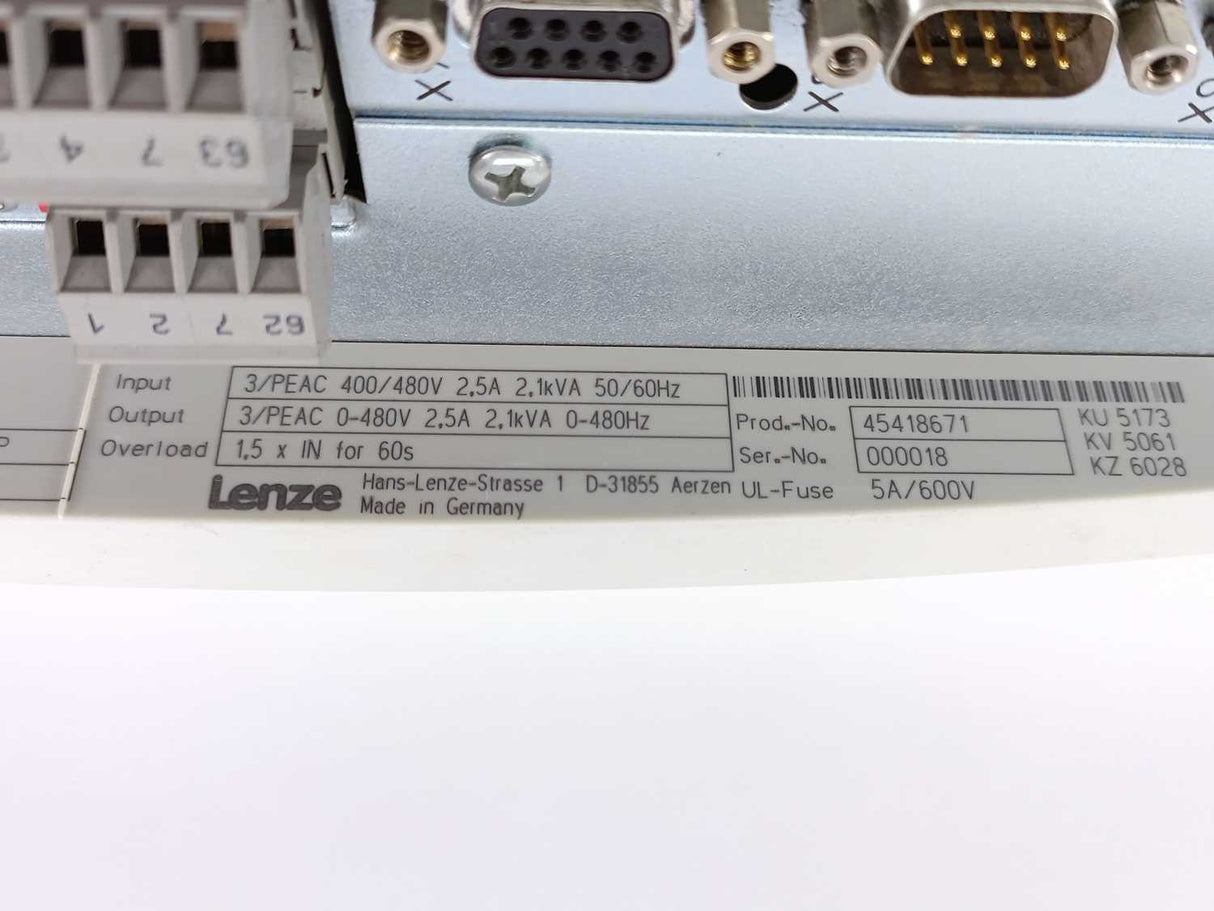 X
X
X
4 7 63
1 2 7 62
Input 3/PEAC 400/480V 2,5A 2,1kVA 50/60Hz
Output 3/PEAC 0-480V 2,5A 2,1kVA 0-480Hz
Overload 1,5 x IN for 60s
Lenze Hans-Lenze-Strasse 1 D-31855 Aerzen
Made in Germany
Prod.-No. 45418671
Ser.-No. 000018
UL-Fuse 5A/600V
KU 5173
KV 5061
KZ 6028
P